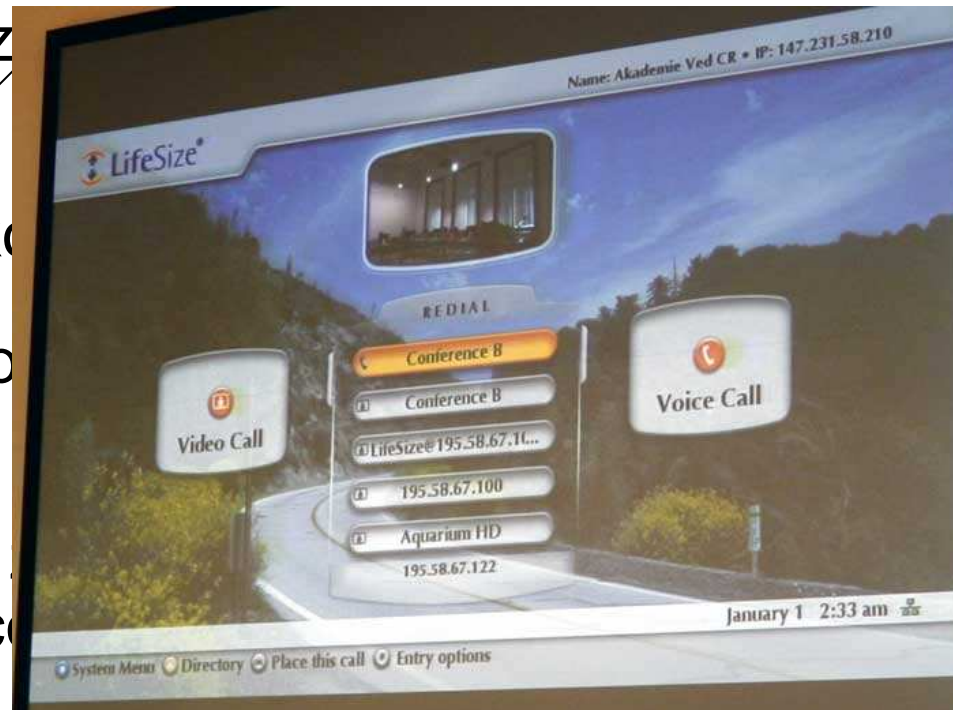 Name: Akademie Ved CR • IP: 147.231.58.210
LifeSize®
REDIAL
Conference B
Conference B
LifeSize@195.58.67.1(...
195.58.67.100
Aquarium HD
195.58.67.122
Video Call
Voice Call
January 1 2:33 am
System Menu Directory Place this call Entry options